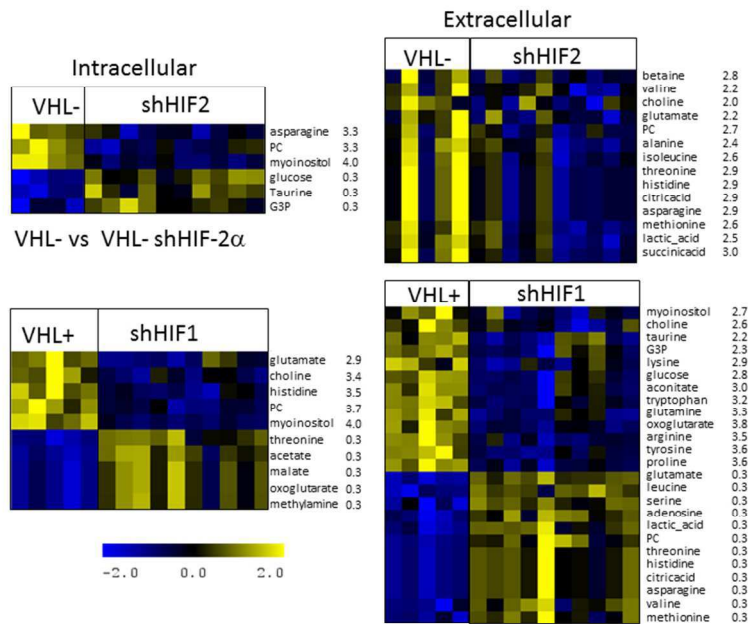 Intracellular
VHL- shHIF2
asparagine 3.3
PC 3.3
myoinositol 4.0
glucose 0.3
Taurine 0.3
G3P 0.3
VHL- vs VHL- shHIF-2α
Extracellular
VHL- shHIF2
betaine 2.8
valine 2.2
choline 2.0
glutamate 2.2
PC 2.7
alanine 2.4
isoleucine 2.6
threonine 2.9
histidine 2.9
citricacid 2.9
asparagine 2.9
methionine 2.6
lactic_acid 2.5
succinicacid 3.0
VHL+ shHIF1
glutamate 2.9
choline 3.4
histidine 3.5
PC 3.7
myoinositol 4.0
threonine 0.3
acetate 0.3
malate 0.3
oxoglutarate 0.3
methylamine 0.3
-2.0 0.0 2.0
VHL+ shHIF1
myoinositol 2.7
choline 2.6
taurine 2.2
G3P 2.3
lysine 2.9
glucose 2.8
aconitate 3.0
tryptophan 3.2
glutamine 3.3
oxoglutarate 3.8
arginine 3.5
tyrosine 3.6
proline 3.6
glutamate 0.3
leucine 0.3
serine 0.3
adenosine 0.3
lactic_acid 0.3
PC 0.3
threonine 0.3
histidine 0.3
citricacid 0.3
asparagine 0.3
valine 0.3
methionine 0.3